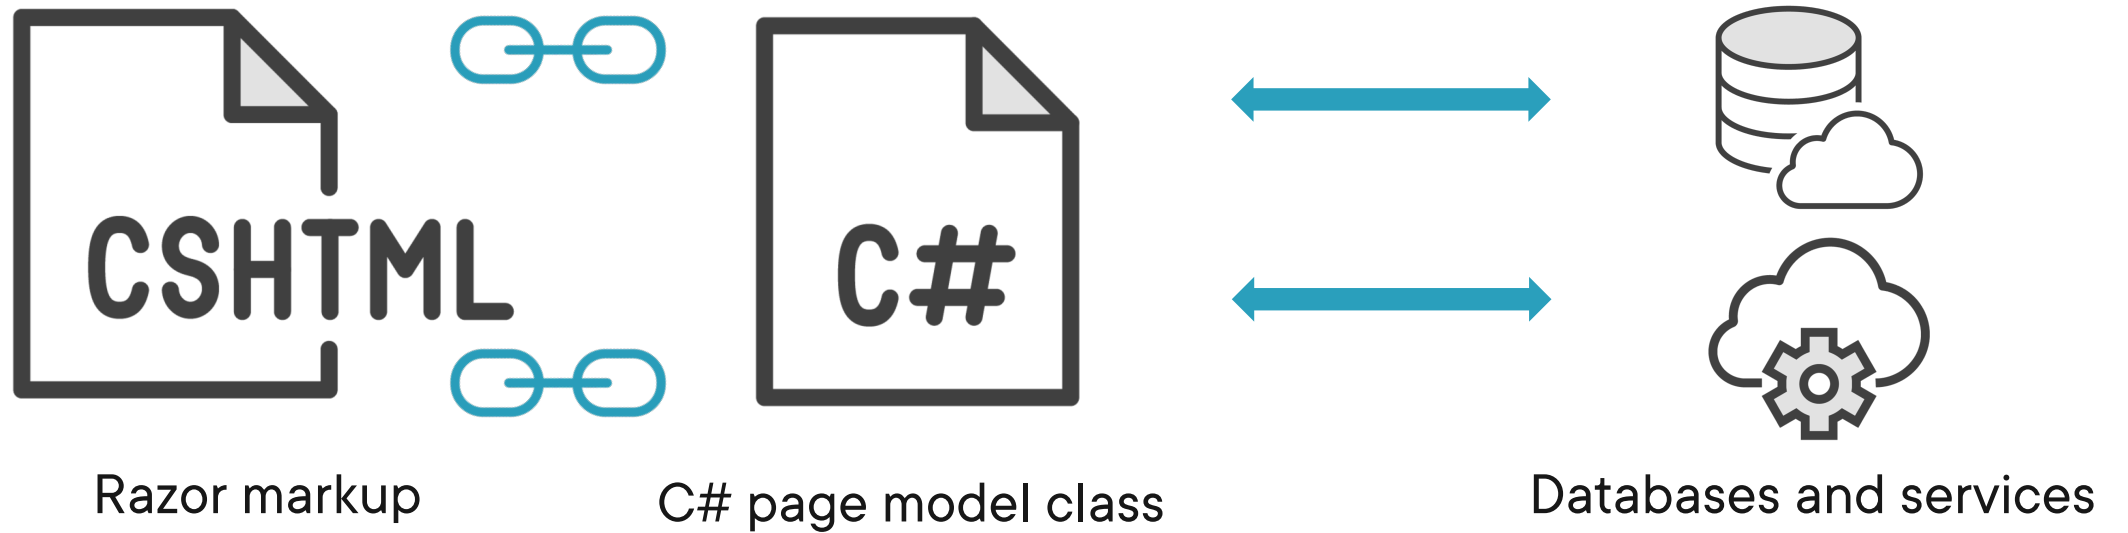 CSHTML
C#
Razor markup
C# page model class
Databases and services